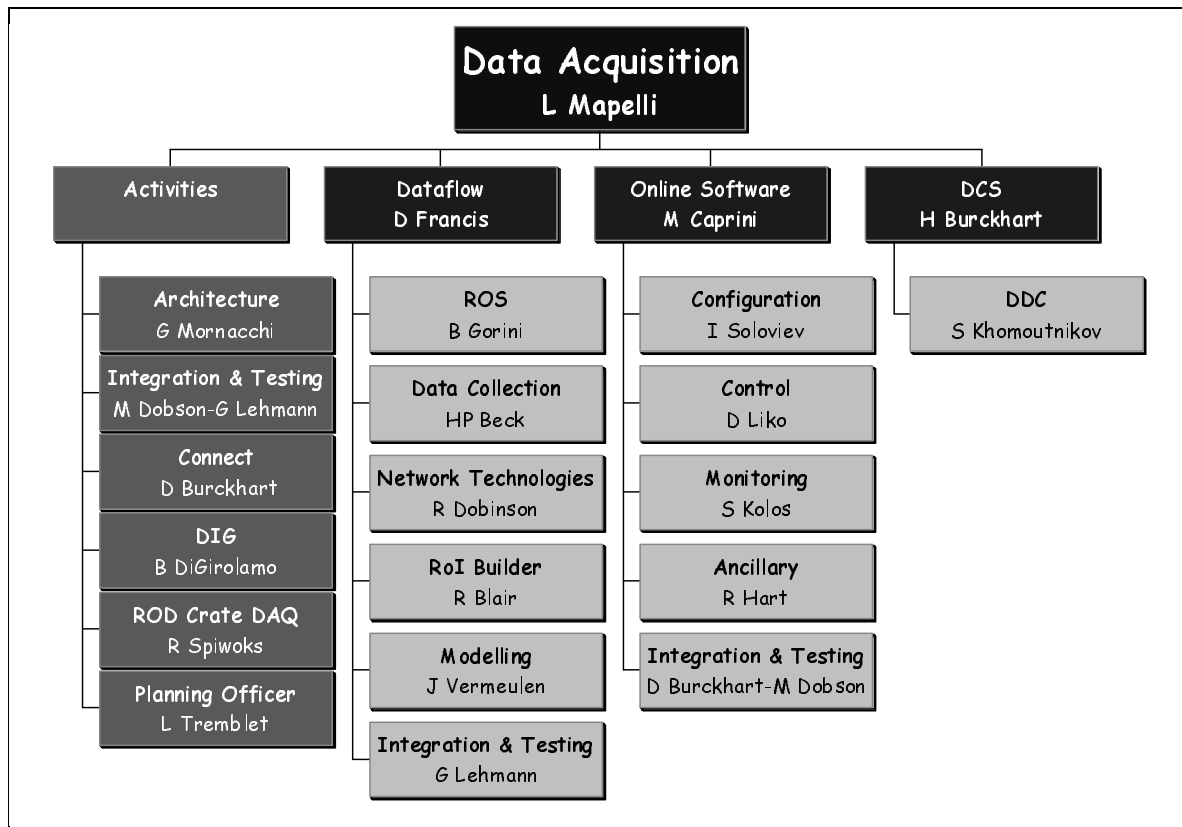 Data Acquisition
L Mapelli
Activities
Architecture
G Mornacchi
Integration & Testing
M Dobson-G Lehmann
Connect
D Burckhart
DIG
B DiGirolamo
ROD Crate DAQ
R Spiwoks
Planning Officer
L Tremblet
Dataflow
D Francis
ROS
B Gorini
Data Collection
HP Beck
Network Technologies
R Dobinson
RoI Builder
R Blair
Modelling
J Vermeulen
Integration & Testing
G Lehmann
Online Software
M Caprini
Configuration
I Soloviev
Control
D Liko
Monitoring
S Kolos
Ancillary
R Hart
Integration & Testing
D Burckhart-M Dobson
DCS
H Burckhart
DDC
S Khomoutnikov